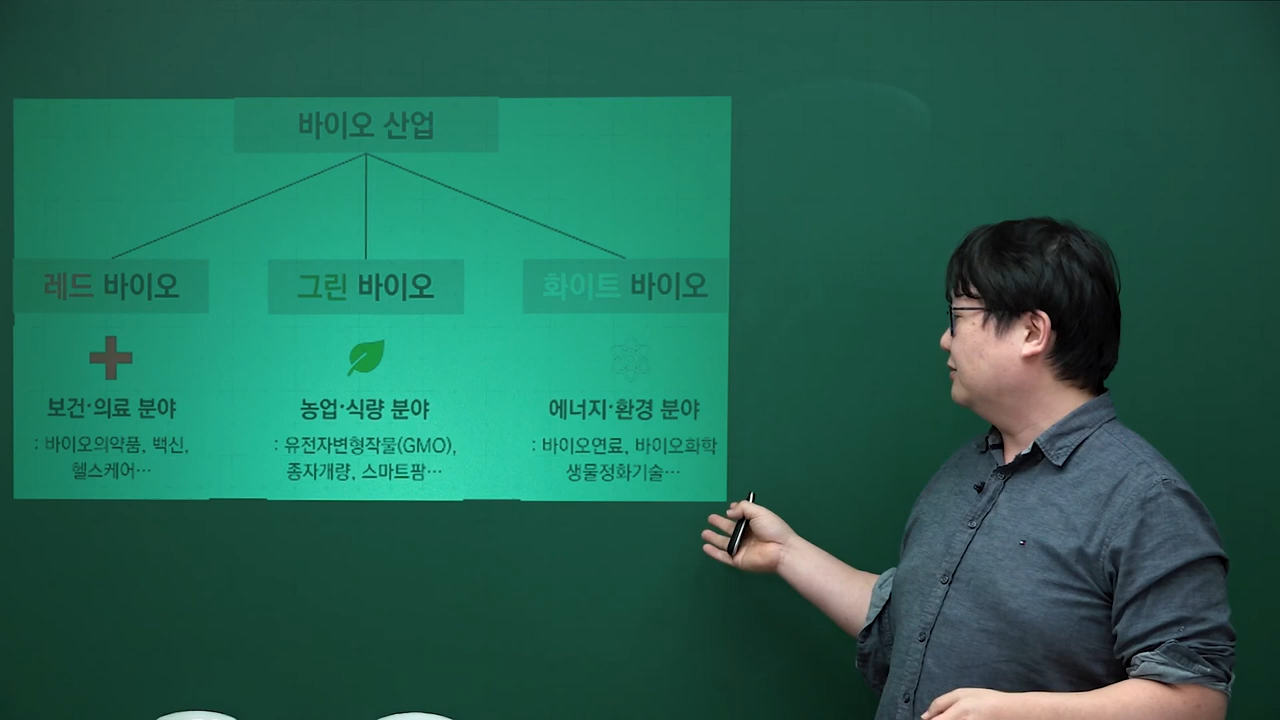 바이오 산업
레드 바이오
그린 바이오
화이트 바이오
보건·의료 분야
: 바이오의약품, 백신,
헬스케어···
농업·식량 분야
: 유전자변형작물(GMO),
종자개량, 스마트팜···
에너지·환경 분야
: 바이오연료, 바이오화학
생물정화기술···